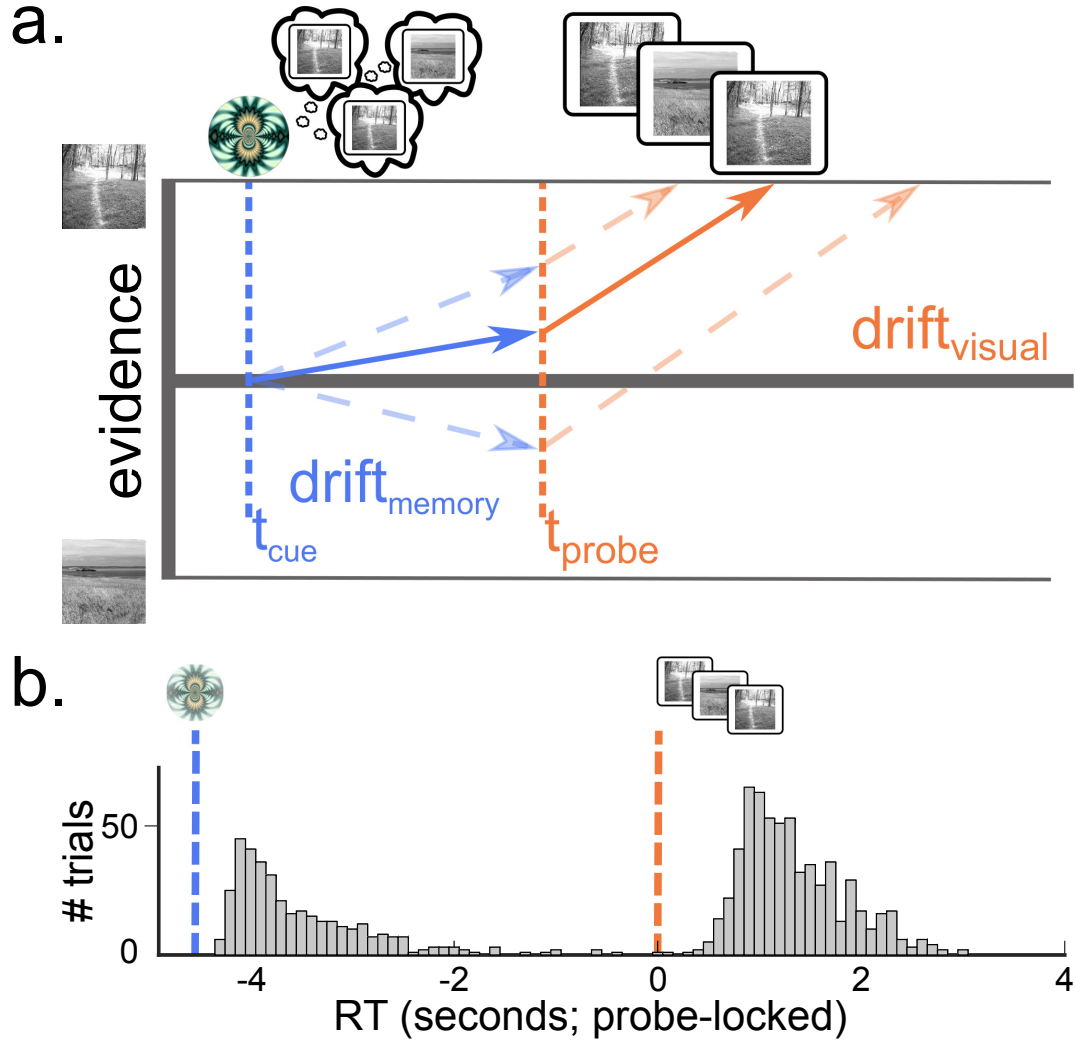 a.
evidence
drift_memory
drift_visual
t_cue
t_probe
b.
# trials
50
0
-4 -2 0 2 4
RT (seconds; probe-locked)